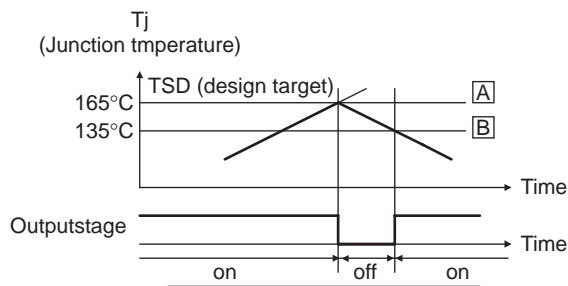 Tj
(Junction tmperature)
TSD (design target)
165°C
A
135°C
B
Time
Outputstage
Time
on
off
on